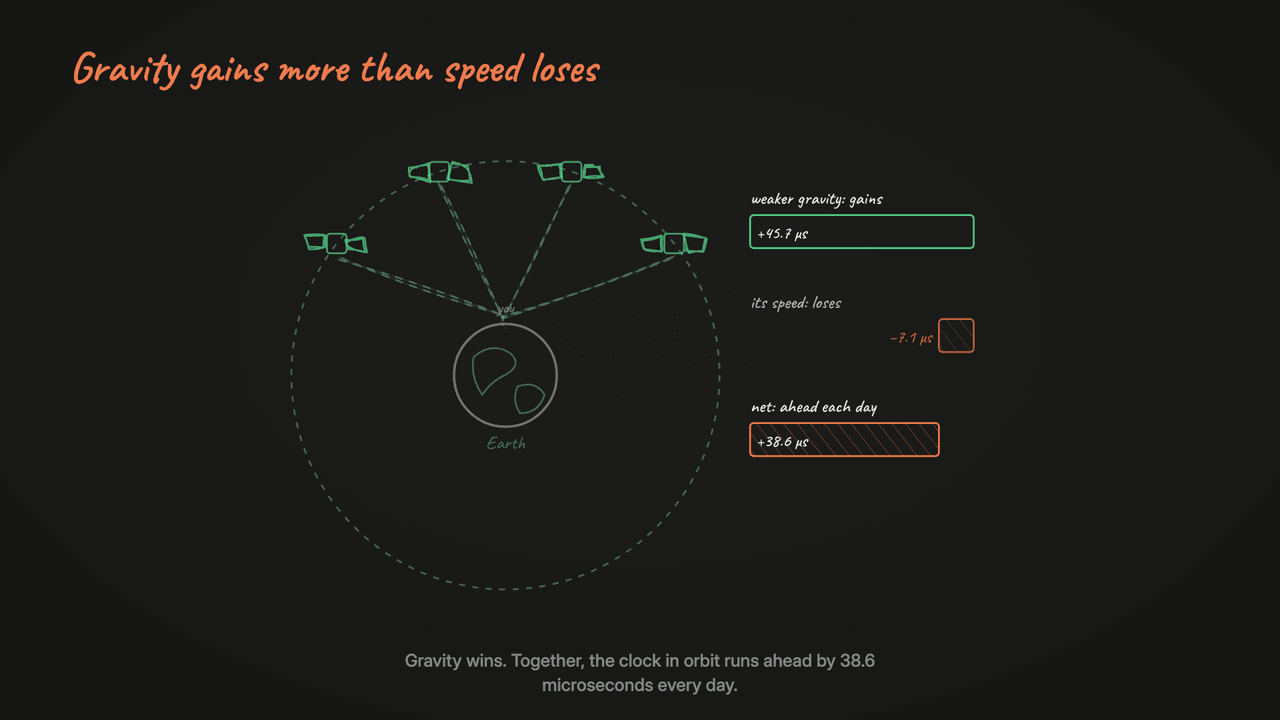 Gravity gains more than speed loses
weaker gravity: gains
+45.7 µs
you
its speed: loses
−7.1 µs
net: ahead each day
+38.6 µs
Earth
Gravity wins. Together, the clock in orbit runs ahead by 38.6
microseconds every day.